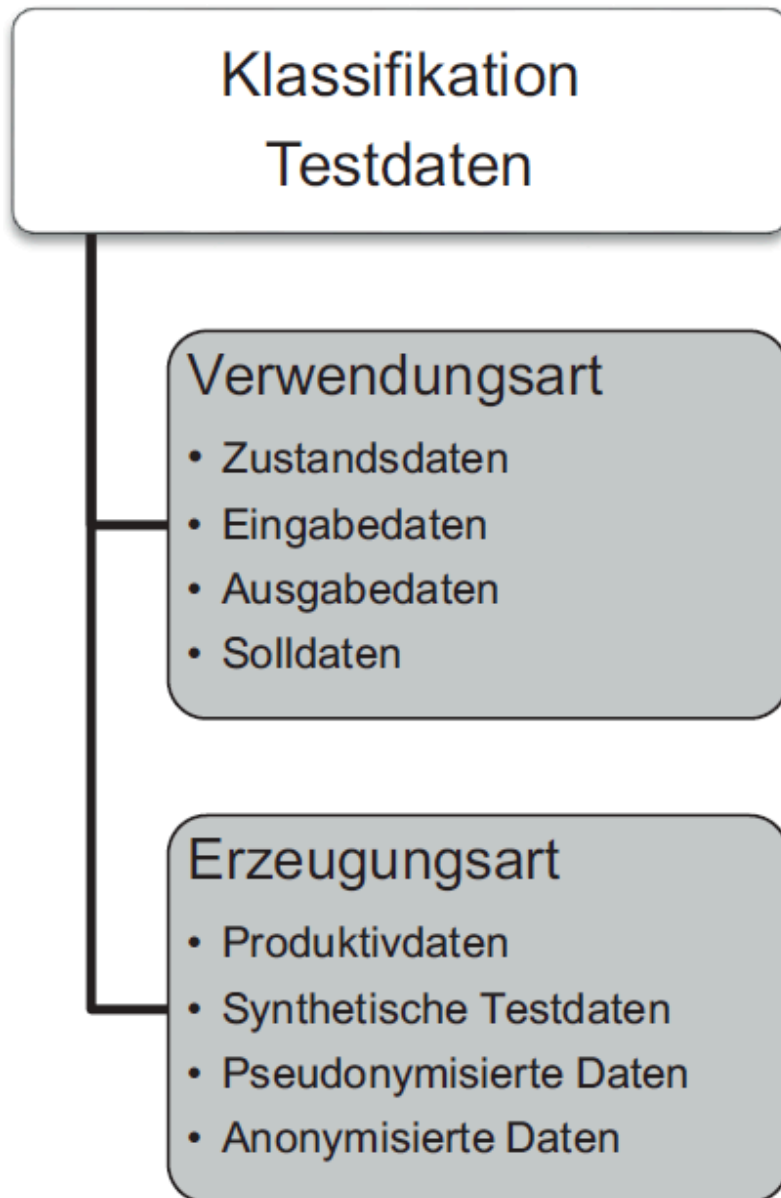 Klassifikation
Testdaten
Verwendungsart
• Zustandsdaten
• Eingabedaten
• Ausgabedaten
• Solldaten
Erzeugungsart
• Produktivdaten
• Synthetische Testdaten
• Pseudonymisierte Daten
• Anonymisierte Daten